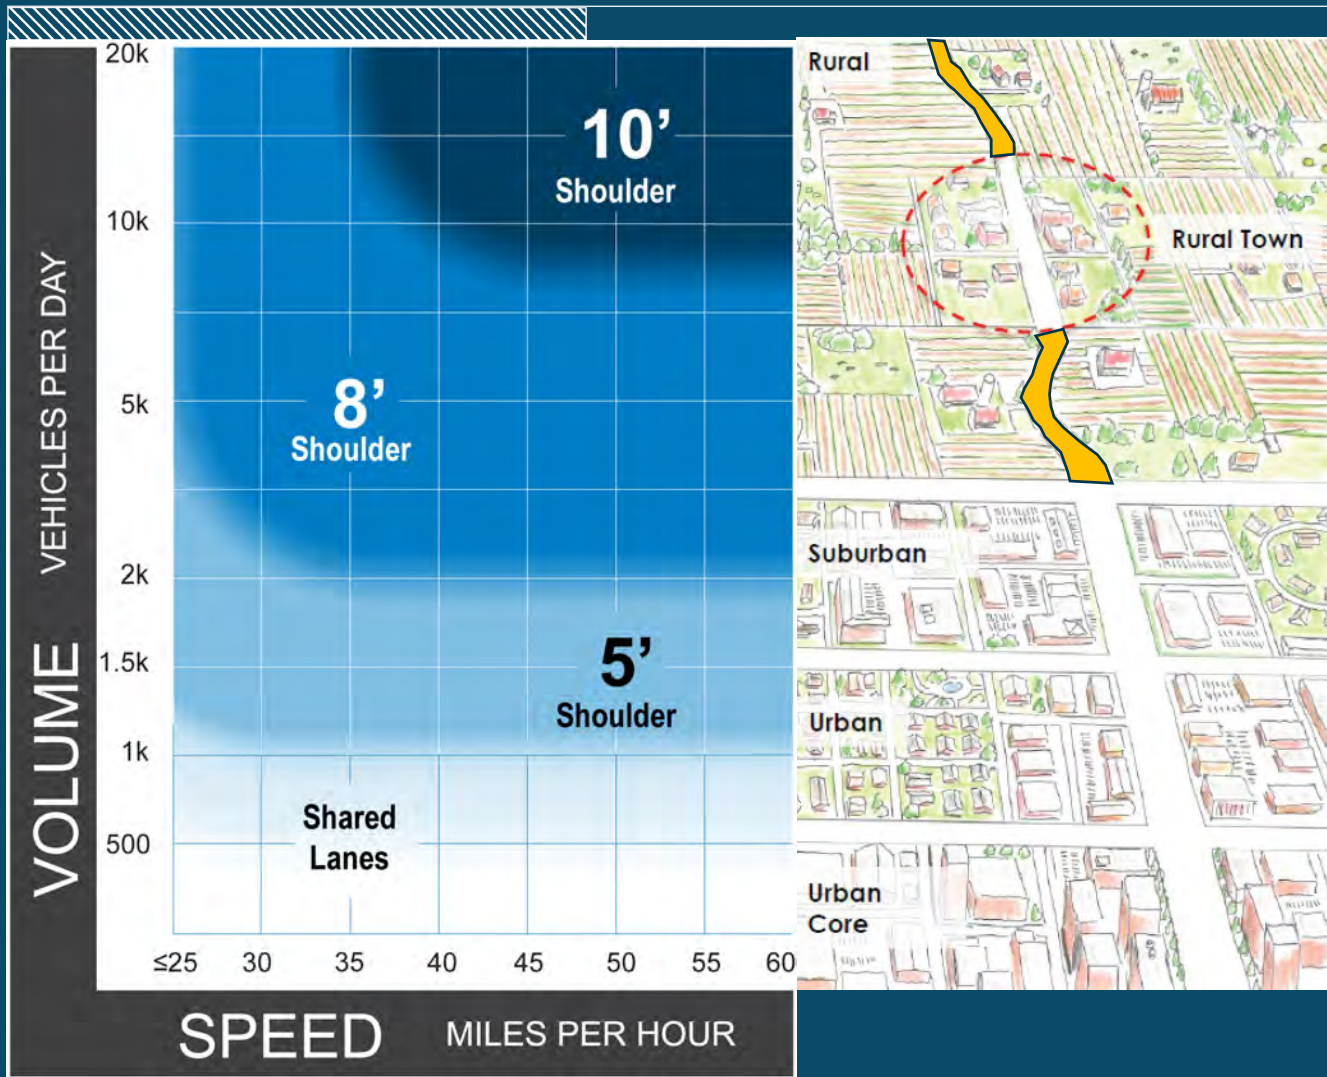 20k
10k
5k
2k
1.5k
1k
500
VOLUME VEHICLES PER DAY
10’
Shoulder
8’
Shoulder
5’
Shoulder
Shared
Lanes
≤25 30 35 40 45 50 55 60
SPEED MILES PER HOUR
Rural
Rural Town
Suburban
Urban
Urban
Core